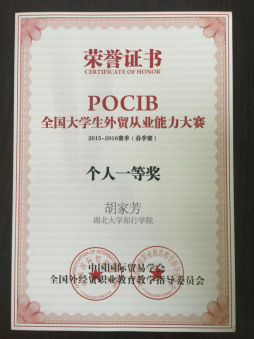 荣誉证书
CERTIFICATE OF HONOR
POCIB
全国大学生外贸从业能力大赛
2015-2016赛季(春季赛)
个人一等奖
胡家芳
湖北大学知行学院
中国国际贸易学会
全国外经贸职业教育教学指导委员会